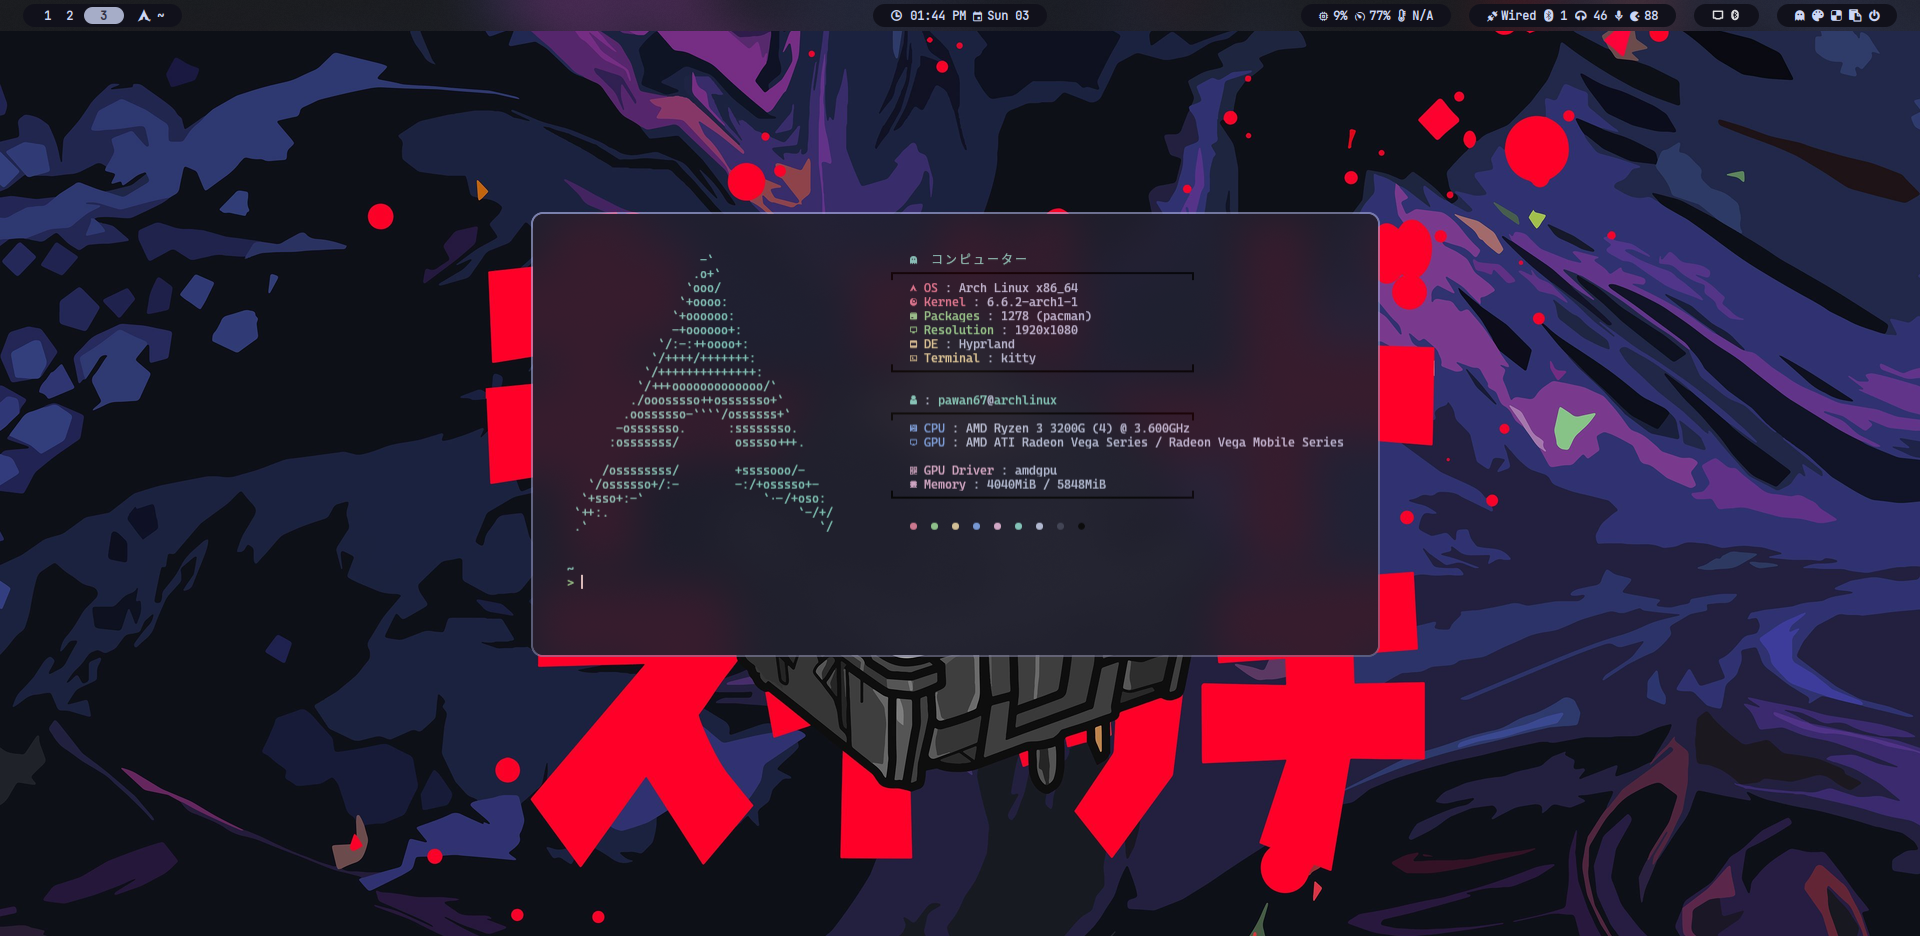 1 2 3 ~
01:44 PM Sun 03
9% 77% N/A
Wired 1 46 88
0
コンピューター
OS : Arch Linux x86_64
Kernel : 6.6.2-arch1-1
Packages : 1278 (pacman)
Resolution : 1920x1080
DE : Hyprland
Terminal : kitty
: pawan67@archlinux
CPU : AMD Ryzen 3 3200G (4) @ 3.600GHz
GPU : AMD ATI Radeon Vega Series / Radeon Vega Mobile Series
GPU Driver : amdgpu
Memory : 4040MiB / 5848MiB
-`
.o+`
`ooo/
`+oooo:
`+oooooo:
-+oooooo+:
`/:-:++oooo+:
`/++++/+++++++:
`/++++++++++++++:
`/+++ooooooooooooo/`
./ooosssso++osssssso+`
.oossssso-````/ossssss+`
-osssssso. :ssssssso.
:osssssss/ osssso+++.
/ossssssss/ +ssssooo/-
`/ossssso+/:- -:/+osssso+-
`+sso+:-` `.-/+oso:
`++:. `-/+/
.` `/
~
>